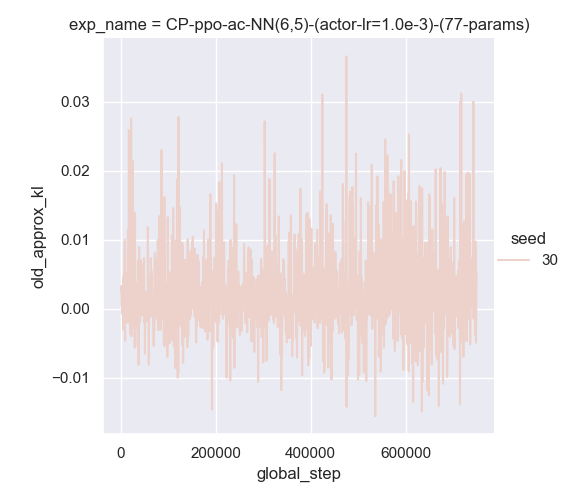 exp_name = CP-ppo-ac-NN(6,5)-(actor-lr=1.0e-3)-(77-params)
old_approx_kl
0.03
0.02
0.01
0.00
−0.01
0
200000
400000
600000
global_step
seed
30